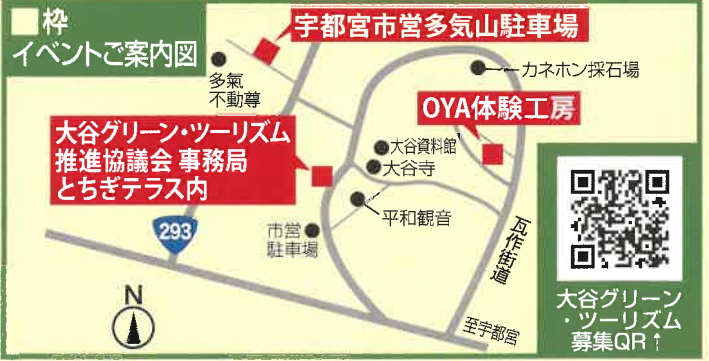 枠
イベントご案内図
宇都宮市営多気山駐車場
多氣
不動尊
カネホン採石場
OYA体験工房
大谷グリーン・ツーリズム
推進協議会 事務局
とちぎテラス内
大谷資料館
大谷寺
平和観音
293
市営
駐車場
瓦作街道
N
至宇都宮
大谷グリーン
・ツーリズム
募集QR↑